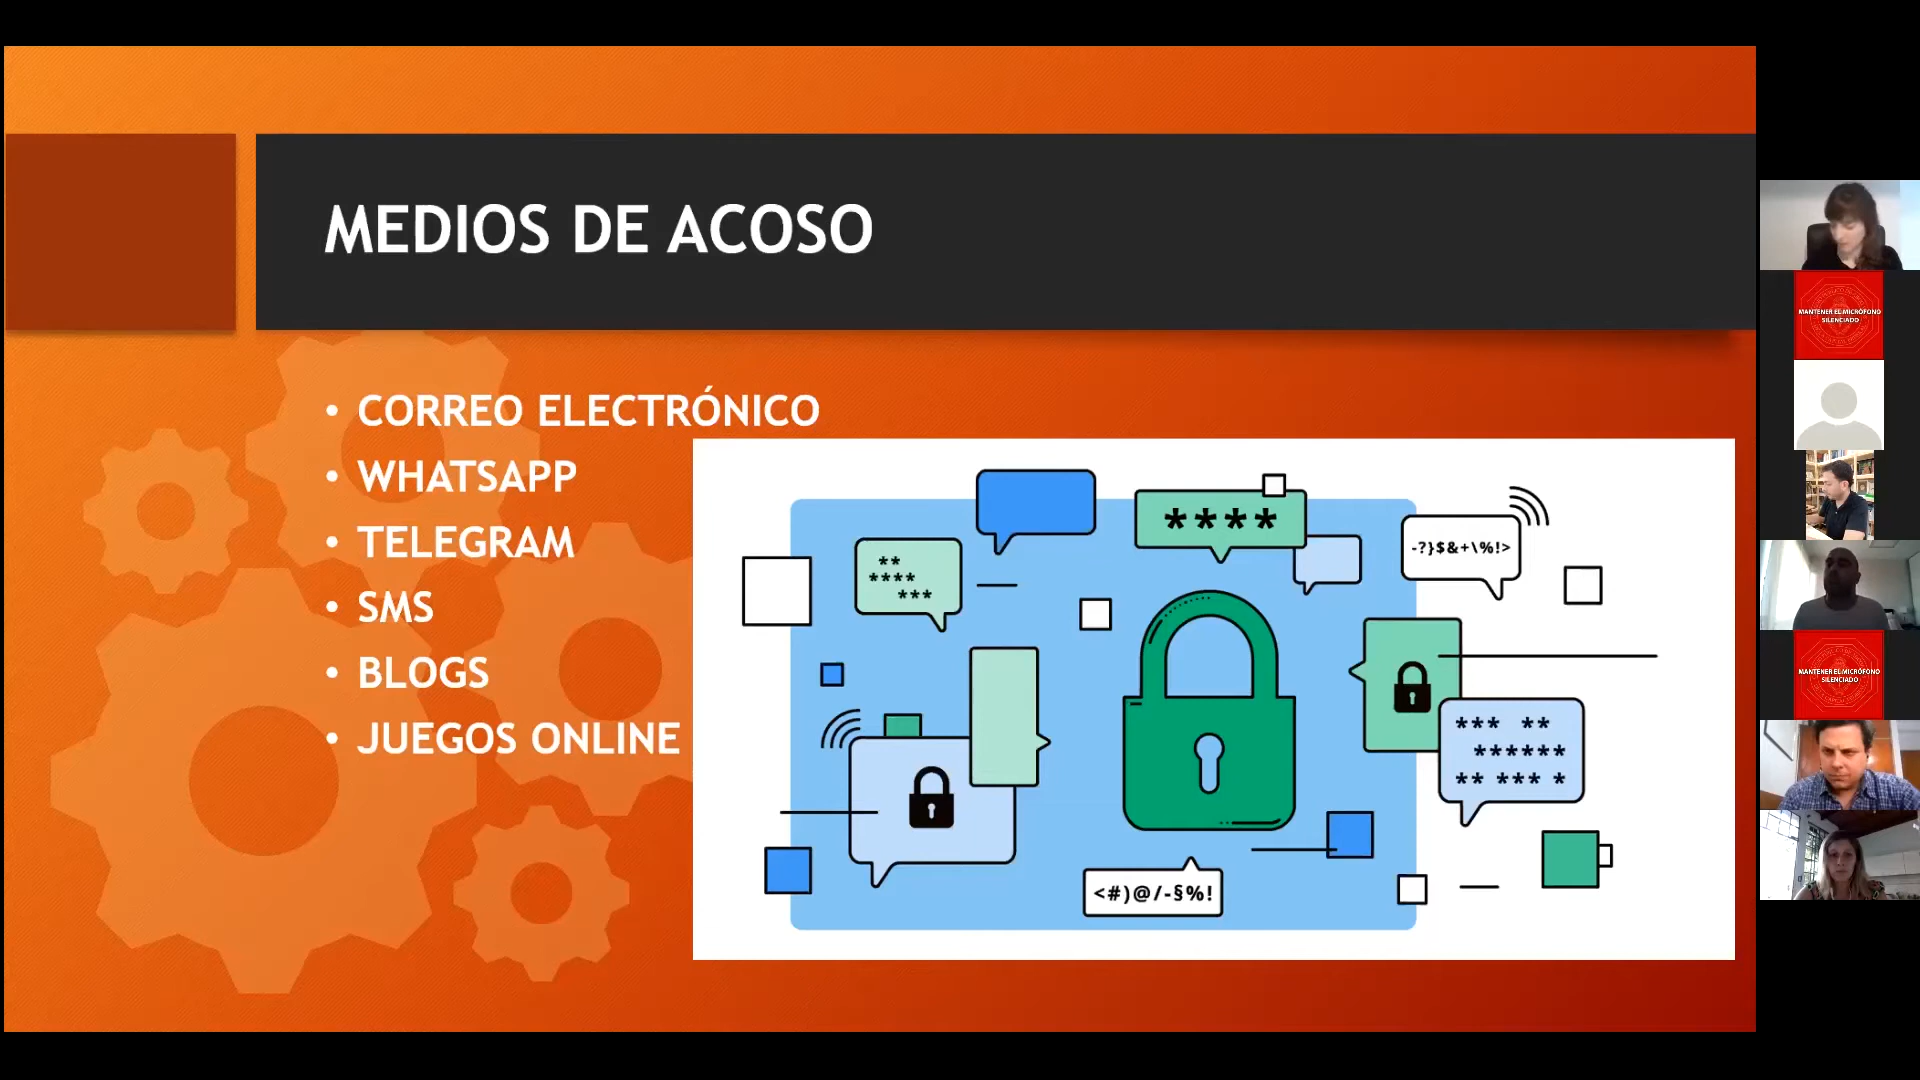 MEDIOS DE ACOSO
• CORREO ELECTRÓNICO
• WHATSAPP
• TELEGRAM
• SMS
• BLOGS
• JUEGOS ONLINE
****
-?}$&+\%!>
**
****
***
*** **
******
** *** *
<#)@/-§%!
MANTENER EL MICRÓFONO
SILENCIADO
MANTENER EL MICRÓFONO
SILENCIADO